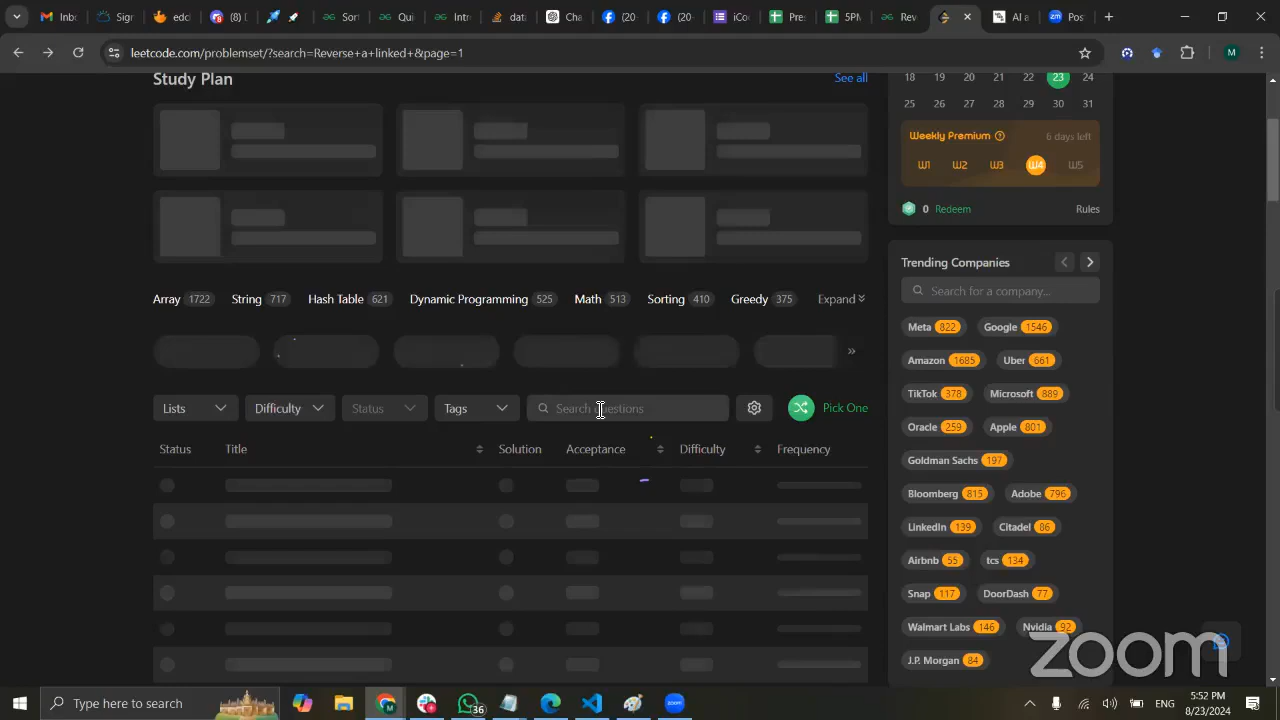 Inbo
Sign
edcl
(8) (
Sort
Qui
Intr
dat
Cha
(20
(20
iCo
Pre
5PM
Rev
AI a
Pos
leetcode.com/problemset/?search=Reverse+a+linked+&page=1
M
Study Plan
See all
18 19 20 21 22 23 24
25 26 27 28 29 30 31
Weekly Premium 6 days left
W1 W2 W3 W4 W5
0 Redeem Rules
Array 1722 String 717 Hash Table 621 Dynamic Programming 525 Math 513 Sorting 410 Greedy 375 Expand
Lists Difficulty Status Tags Search questions Pick One
Status Title Solution Acceptance Difficulty Frequency
Trending Companies
Search for a company...
Meta 822 Google 1546
Amazon 1685 Uber 661
TikTok 378 Microsoft 889
Oracle 259 Apple 801
Goldman Sachs 197
Bloomberg 815 Adobe 796
LinkedIn 139 Citadel 86
Airbnb 55 tcs 134
Snap 117 DoorDash 77
Walmart Labs 146 Nvidia 92
J.P. Morgan 84
zoom
Type here to search
36
zoom
ENG
5:52 PM
8/23/2024